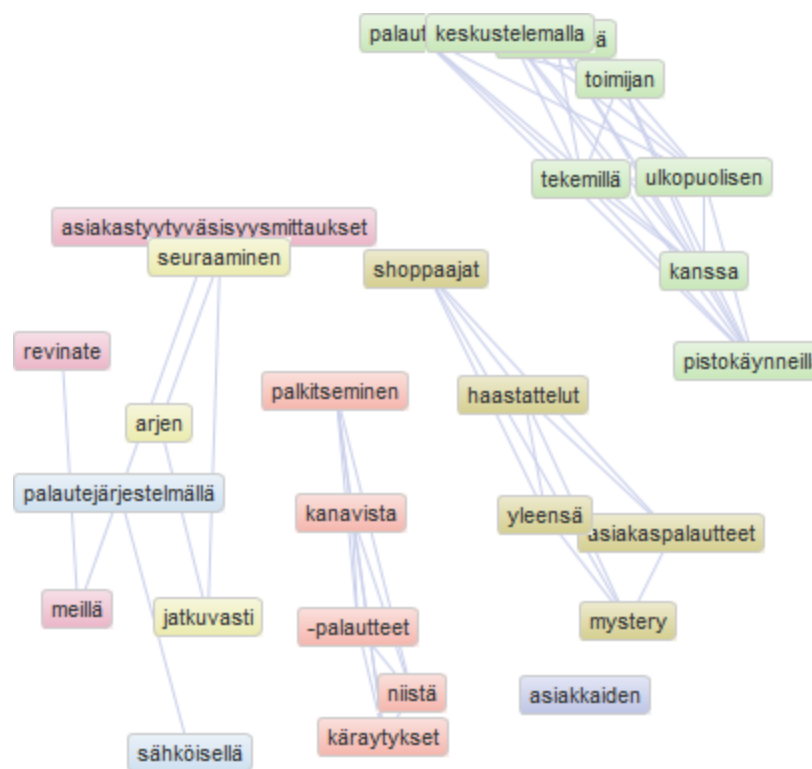 keskustelemalla
toimijan
tekemillä
ulkopuolisen
asiakastyytyväsisyysmittaukset
seuraaminen
shoppaajat
kanssa
revinate
pistokäynneill
palkitseminen
haastattelut
arjen
palautejärjestelmällä
kanavista
yleensä
asiakaspalautteet
meillä
jatkuvasti
-palautteet
mystery
niistä
asiakkaiden
käraytykset
sähköisellä